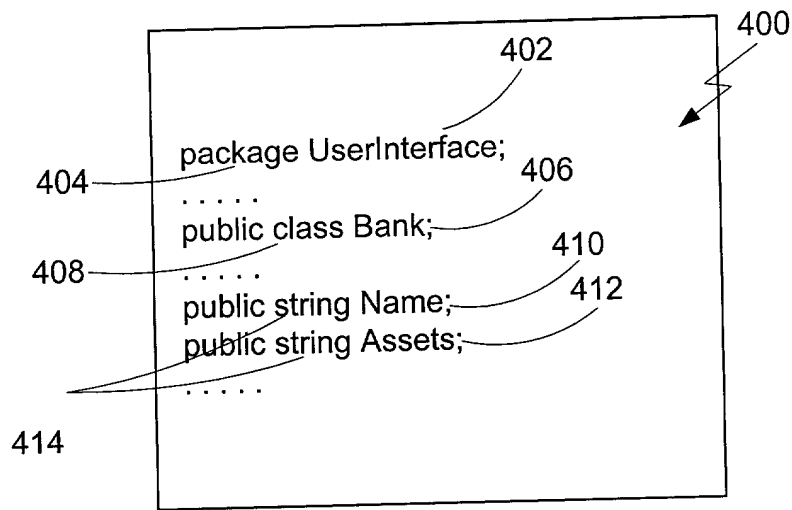 400
402
package UserInterface;
404
. . . . .
406
public class Bank;
408
. . . . .
410
public string Name;
412
public string Assets;
. . . . .
414